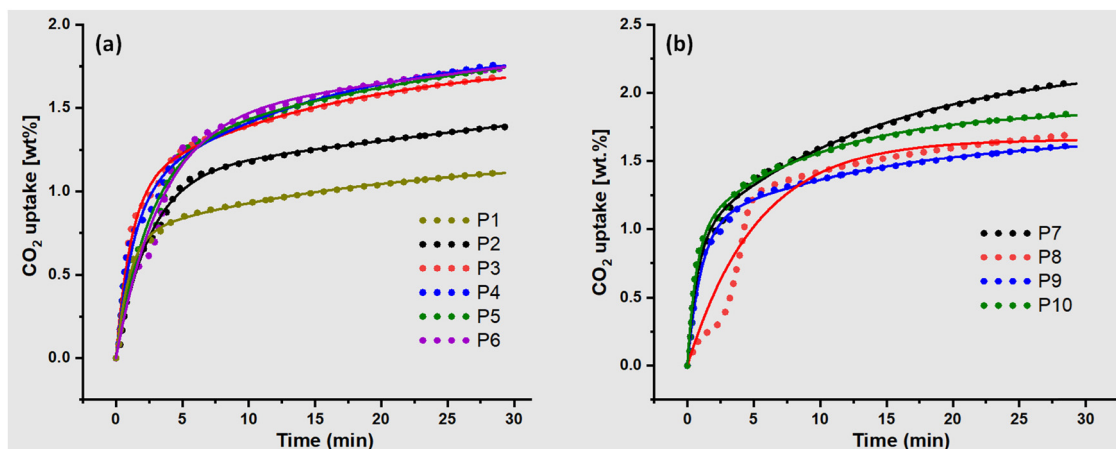 (a)
CO₂ uptake [wt%]
2.0
1.5
1.0
0.5
0.0
P1
P2
P3
P4
P5
P6
0 5 10 15 20 25 30
Time (min)
(b)
CO₂ uptake [wt.%]
2.5
2.0
1.5
1.0
0.5
0.0
P7
P8
P9
P10
0 5 10 15 20 25 30
Time (min)